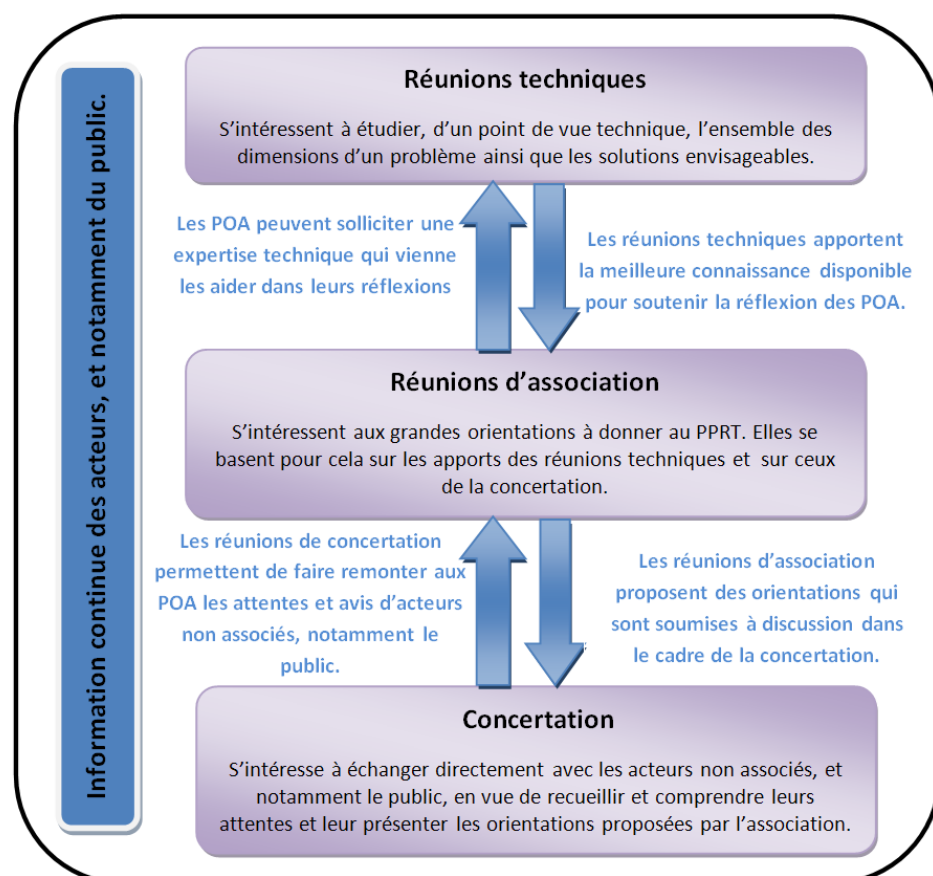 Information continue des acteurs, et notamment du public.
Réunions techniques
S'intéressent à étudier, d'un point de vue technique, l'ensemble des
dimensions d'un problème ainsi que les solutions envisageables.
Les POA peuvent solliciter une
expertise technique qui vienne
les aider dans leurs réflexions
Les réunions techniques apportent
la meilleure connaissance disponible
pour soutenir la réflexion des POA.
Réunions d'association
S'intéressent aux grandes orientations à donner au PPRT. Elles se
basent pour cela sur les apports des réunions techniques et sur ceux
de la concertation.
Les réunions de concertation
permettent de faire remonter aux
POA les attentes et avis d'acteurs
non associés, notamment le
public.
Les réunions d'association
proposent des orientations qui
sont soumises à discussion dans
le cadre de la concertation.
Concertation
S'intéresse à échanger directement avec les acteurs non associés, et
notamment le public, en vue de recueillir et comprendre leurs
attentes et leur présenter les orientations proposées par l'association.